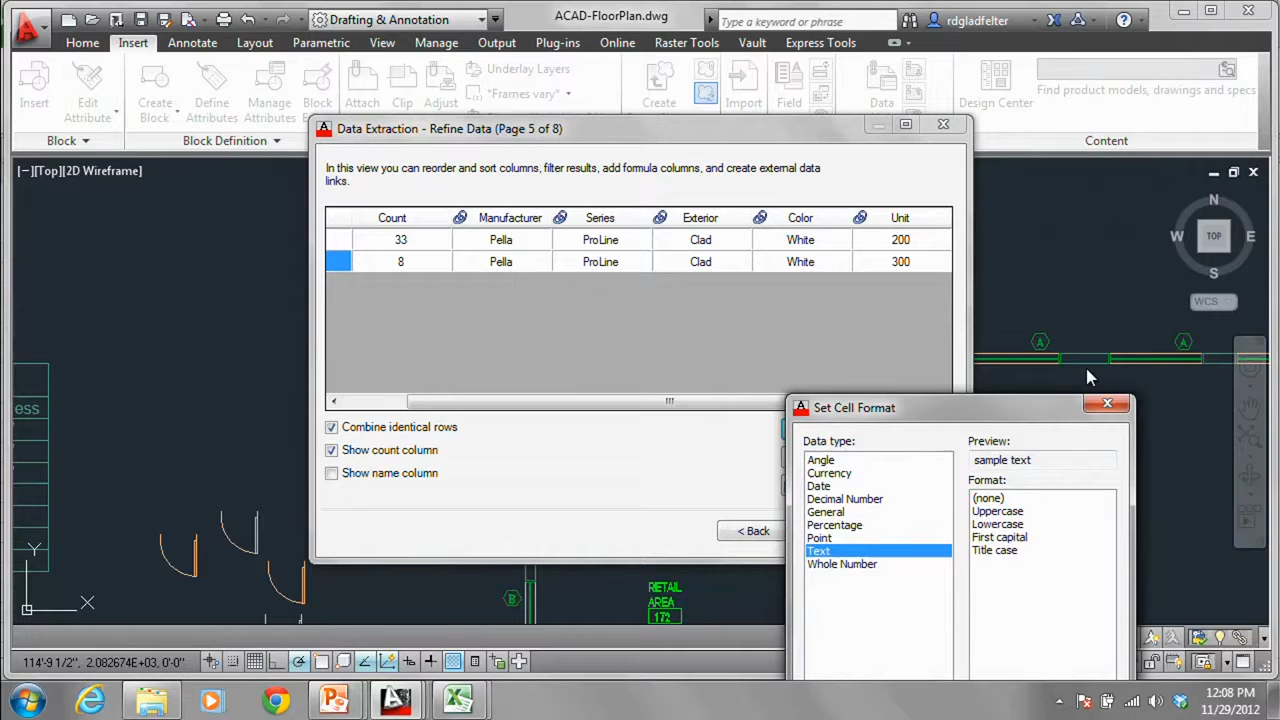 Drafting & Annotation
ACAD-FloorPlan.dwg
Type a keyword or phrase
rdgladfelter
Home Insert Annotate Layout Parametric View Manage Output Plug-ins Online Raster Tools Vault Express Tools
Insert Edit Attribute Create Block Define Attributes Manage Attributes Block Attach Clip Adjust
Underlay Layers
*Frames vary*
Create Import Field Data Design Center
Find product models, drawings and specs
Block Block Definition Content
[−][Top][2D Wireframe]
Data Extraction - Refine Data (Page 5 of 8)
In this view you can reorder and sort columns, filter results, add formula columns, and create external data
links.
Count Manufacturer Series Exterior Color Unit
33 Pella ProLine Clad White 200
8 Pella ProLine Clad White 300
Combine identical rows
Show count column
Show name column
< Back
Set Cell Format
Data type:
Angle
Currency
Date
Decimal Number
General
Percentage
Point
Text
Whole Number
Preview:
sample text
Format:
(none)
Uppercase
Lowercase
First capital
Title case
N
W TOP E
S
WCS
A A
ess
Y
X
B
RETAIL
AREA
172
114'-9 1/2", 2.082674E+03, 0'-0"
12:08 PM
11/29/2012